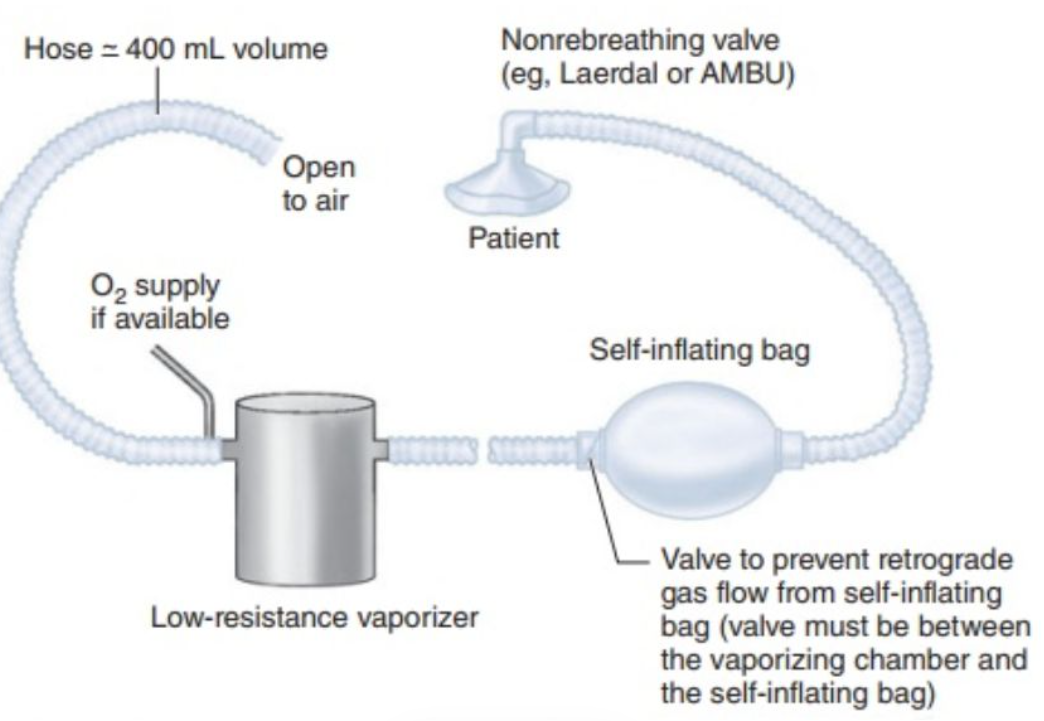 Hose ≃ 400 mL volume
Nonrebreathing valve
(eg, Laerdal or AMBU)
Open
to air
Patient
O₂ supply
if available
Self-inflating bag
Low-resistance vaporizer
Valve to prevent retrograde
gas flow from self-inflating
bag (valve must be between
the vaporizing chamber and
the self-inflating bag)